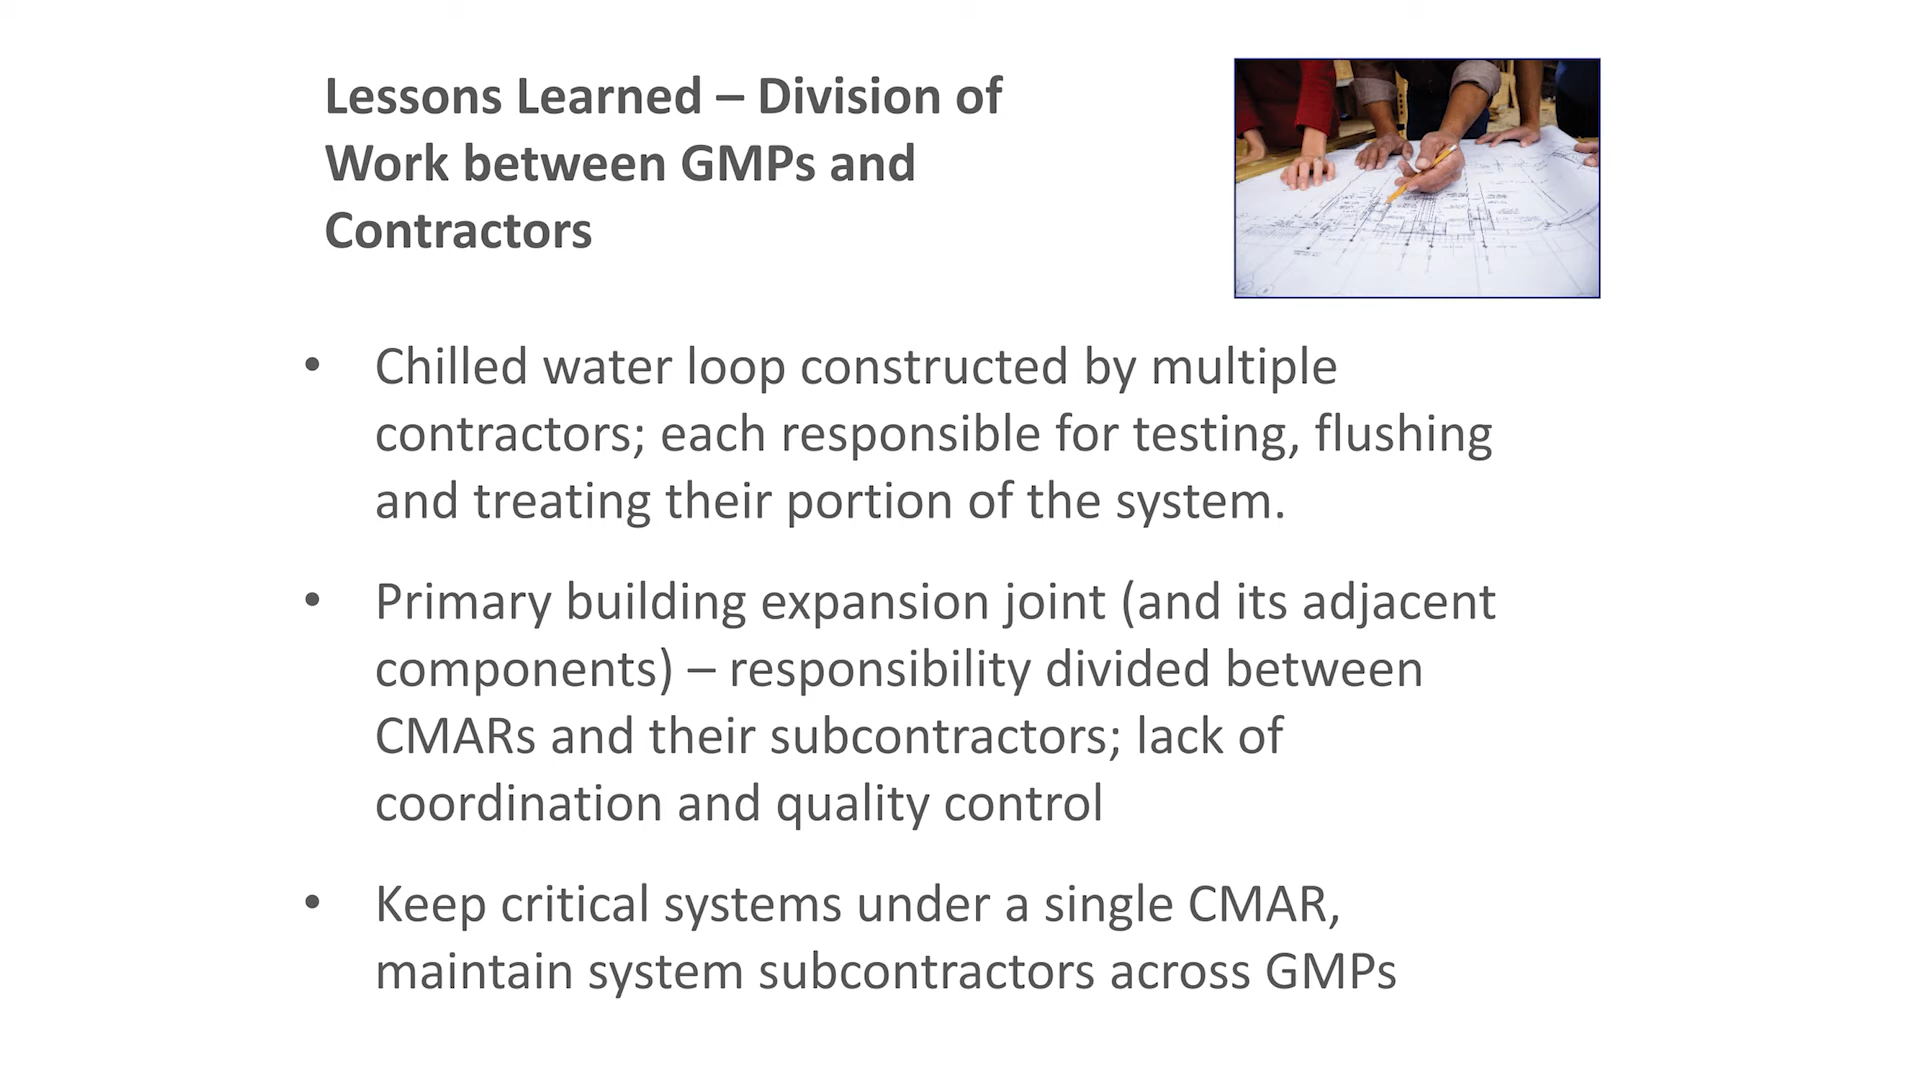 Lessons Learned – Division of
Work between GMPs and
Contractors
• Chilled water loop constructed by multiple
contractors; each responsible for testing, flushing
and treating their portion of the system.
• Primary building expansion joint (and its adjacent
components) – responsibility divided between
CMARs and their subcontractors; lack of
coordination and quality control
• Keep critical systems under a single CMAR,
maintain system subcontractors across GMPs